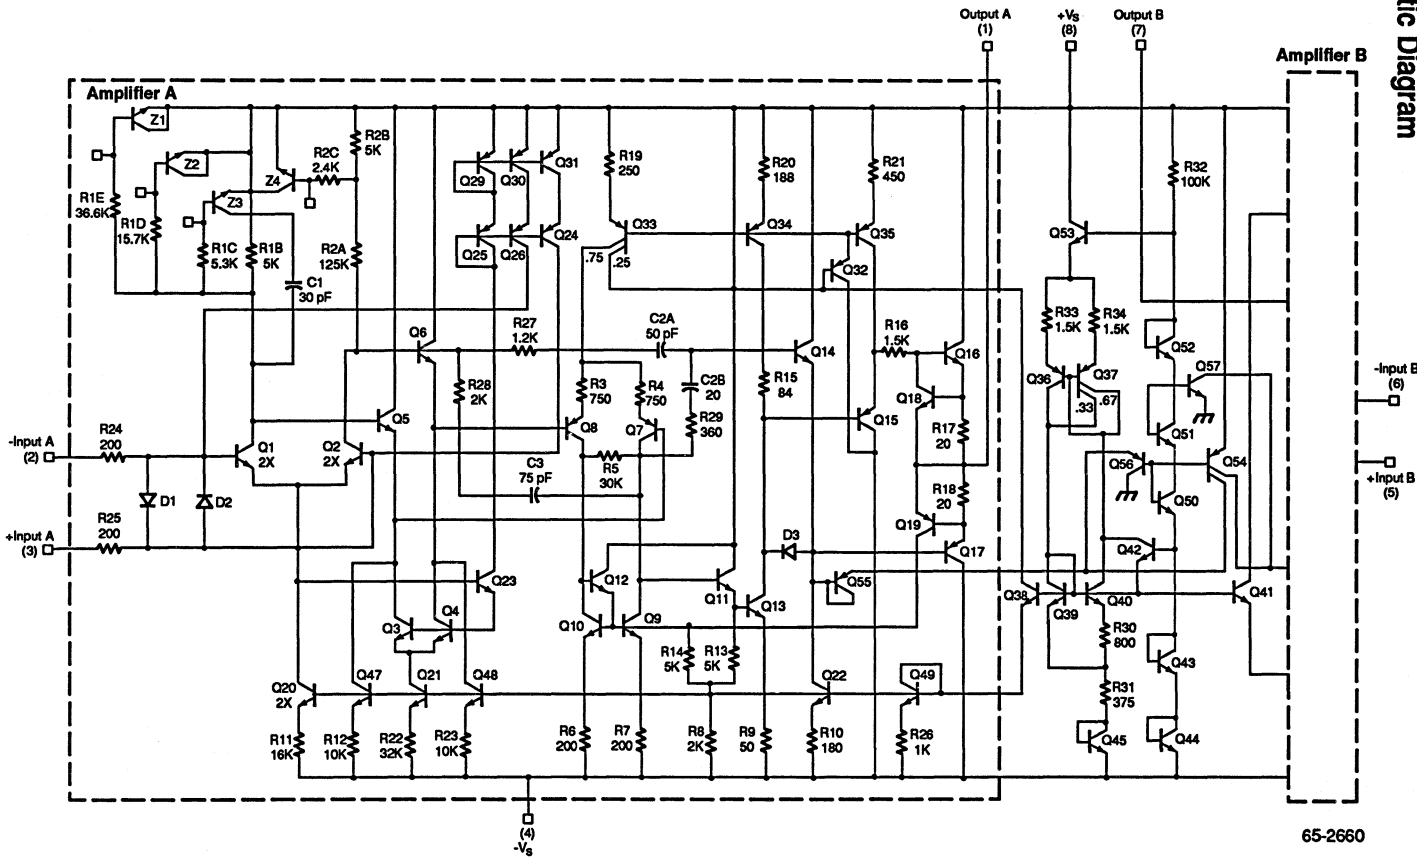 tic Diagram
Output A
(1)
+VS
(8)
Output B
(7)
Amplifier B
Amplifier A
Z1
Z2
Z3
Z4
R2C
2.4K
R2B
5K
R1E
36.6K
R1D
15.7K
R1C
5.3K
R1B
5K
R2A
125K
C1
30 pF
Q29
Q30
Q31
Q25
Q26
Q24
R19
250
R20
188
R21
450
R32
100K
Q33
.75
.25
Q34
Q35
Q32
Q53
Q6
R27
1.2K
C2A
50 pF
Q14
R16
1.5K
Q16
R33
1.5K
R34
1.5K
Q52
Q57
R28
2K
R3
750
R4
750
C2B
20
R29
360
R15
84
Q18
Q36
Q37
.33
.67
-Input B
(6)
Q5
Q8
Q7
Q15
R17
20
Q51
-Input A
(2)
R24
200
Q1
2X
Q2
2X
R5
30K
C3
75 pF
Q56
Q54
+Input B
(5)
D1
D2
R18
20
Q50
+Input A
(3)
R25
200
Q19
D3
Q17
Q42
Q23
Q12
Q11
Q13
Q55
Q38
Q39
Q40
Q41
Q3
Q4
Q10
Q9
R14
5K
R13
5K
R30
800
Q43
Q20
2X
Q47
Q21
Q48
Q22
Q49
R31
375
R11
16K
R12
10K
R22
32K
R23
10K
R6
200
R7
200
R8
2K
R9
50
R10
180
R26
1K
Q45
Q44
(4)
-VS
65-2660